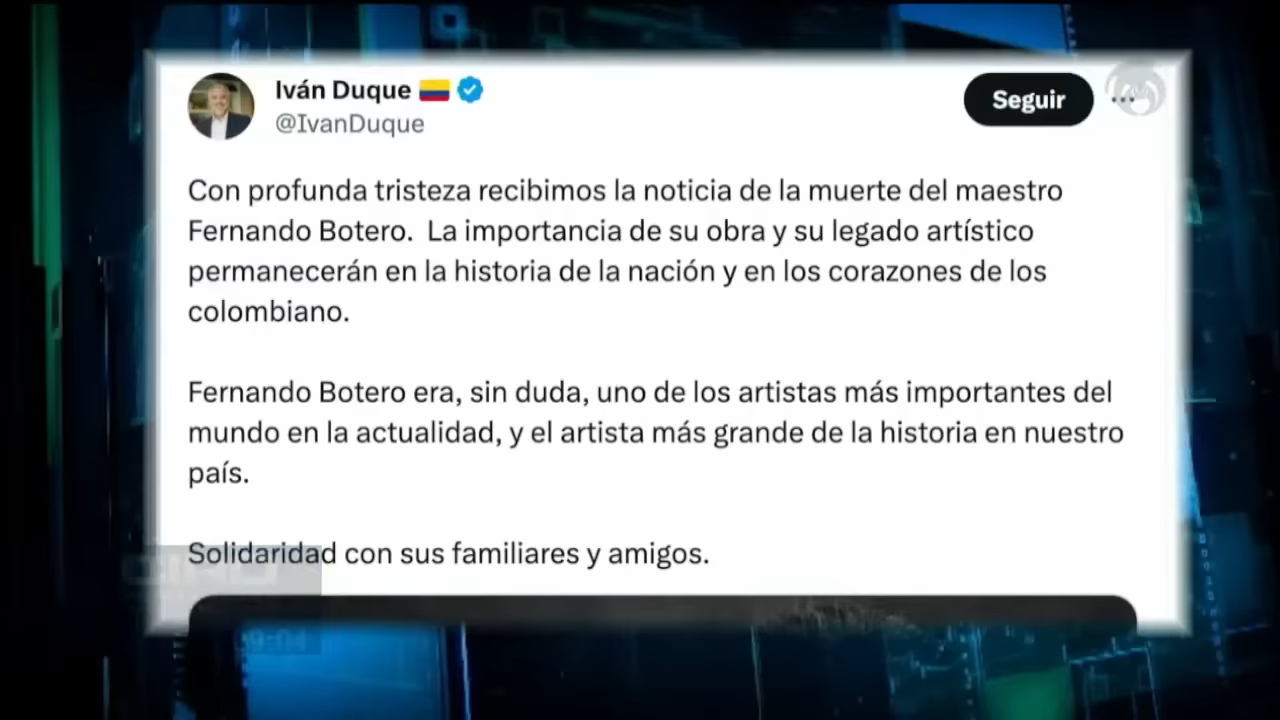 Iván Duque
@IvanDuque
Seguir
Con profunda tristeza recibimos la noticia de la muerte del maestro
Fernando Botero. La importancia de su obra y su legado artístico
permanecerán en la historia de la nación y en los corazones de los
colombiano.
Fernando Botero era, sin duda, uno de los artistas más importantes del
mundo en la actualidad, y el artista más grande de la historia en nuestro
país.
Solidaridad con sus familiares y amigos.